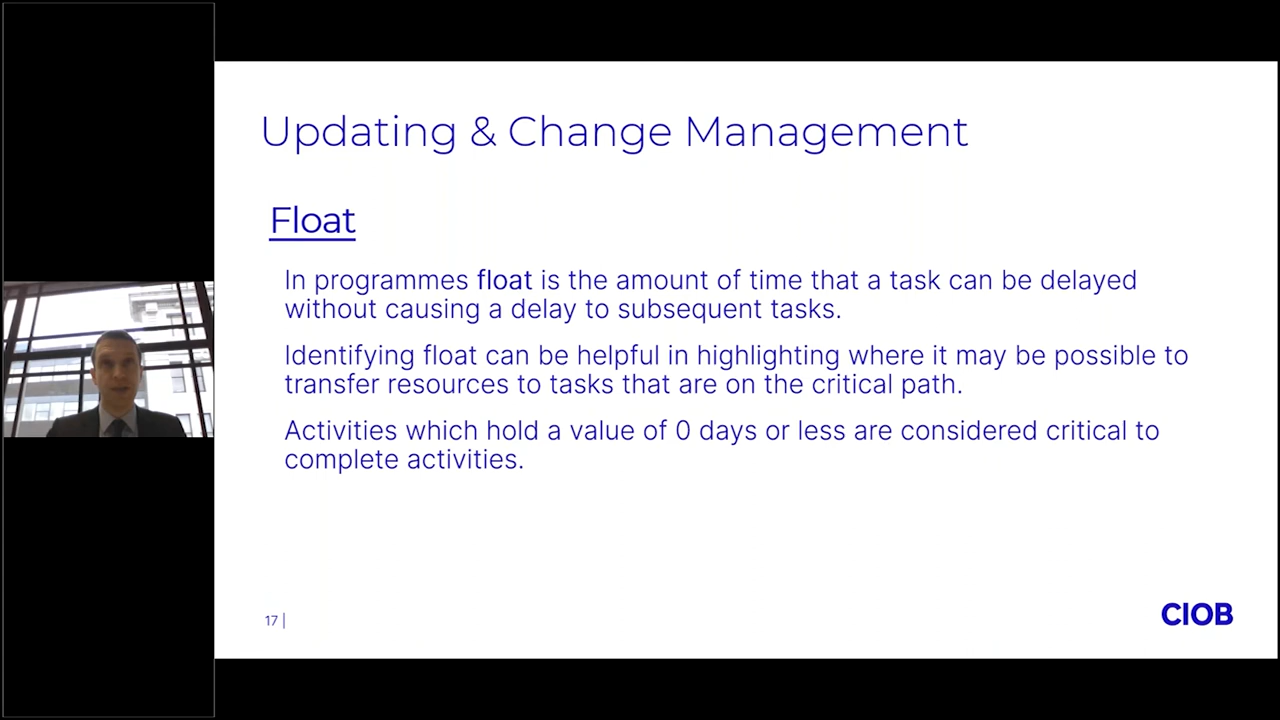 Updating & Change Management
Float
In programmes float is the amount of time that a task can be delayed
without causing a delay to subsequent tasks.
Identifying float can be helpful in highlighting where it may be possible to
transfer resources to tasks that are on the critical path.
Activities which hold a value of 0 days or less are considered critical to
complete activities.
17 |
CIOB